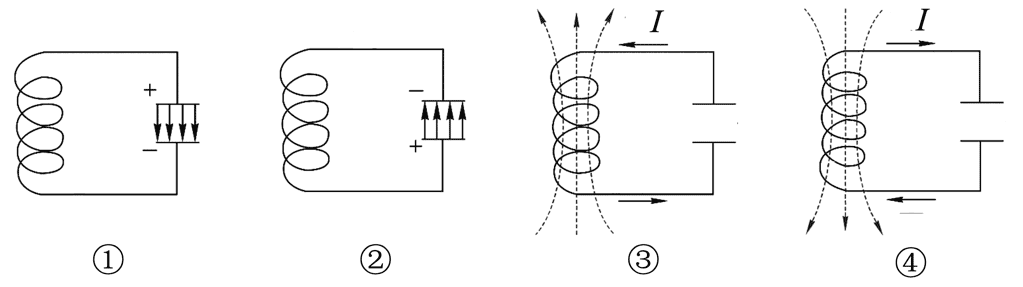 I I
+ −
− +
① ② ③ ④